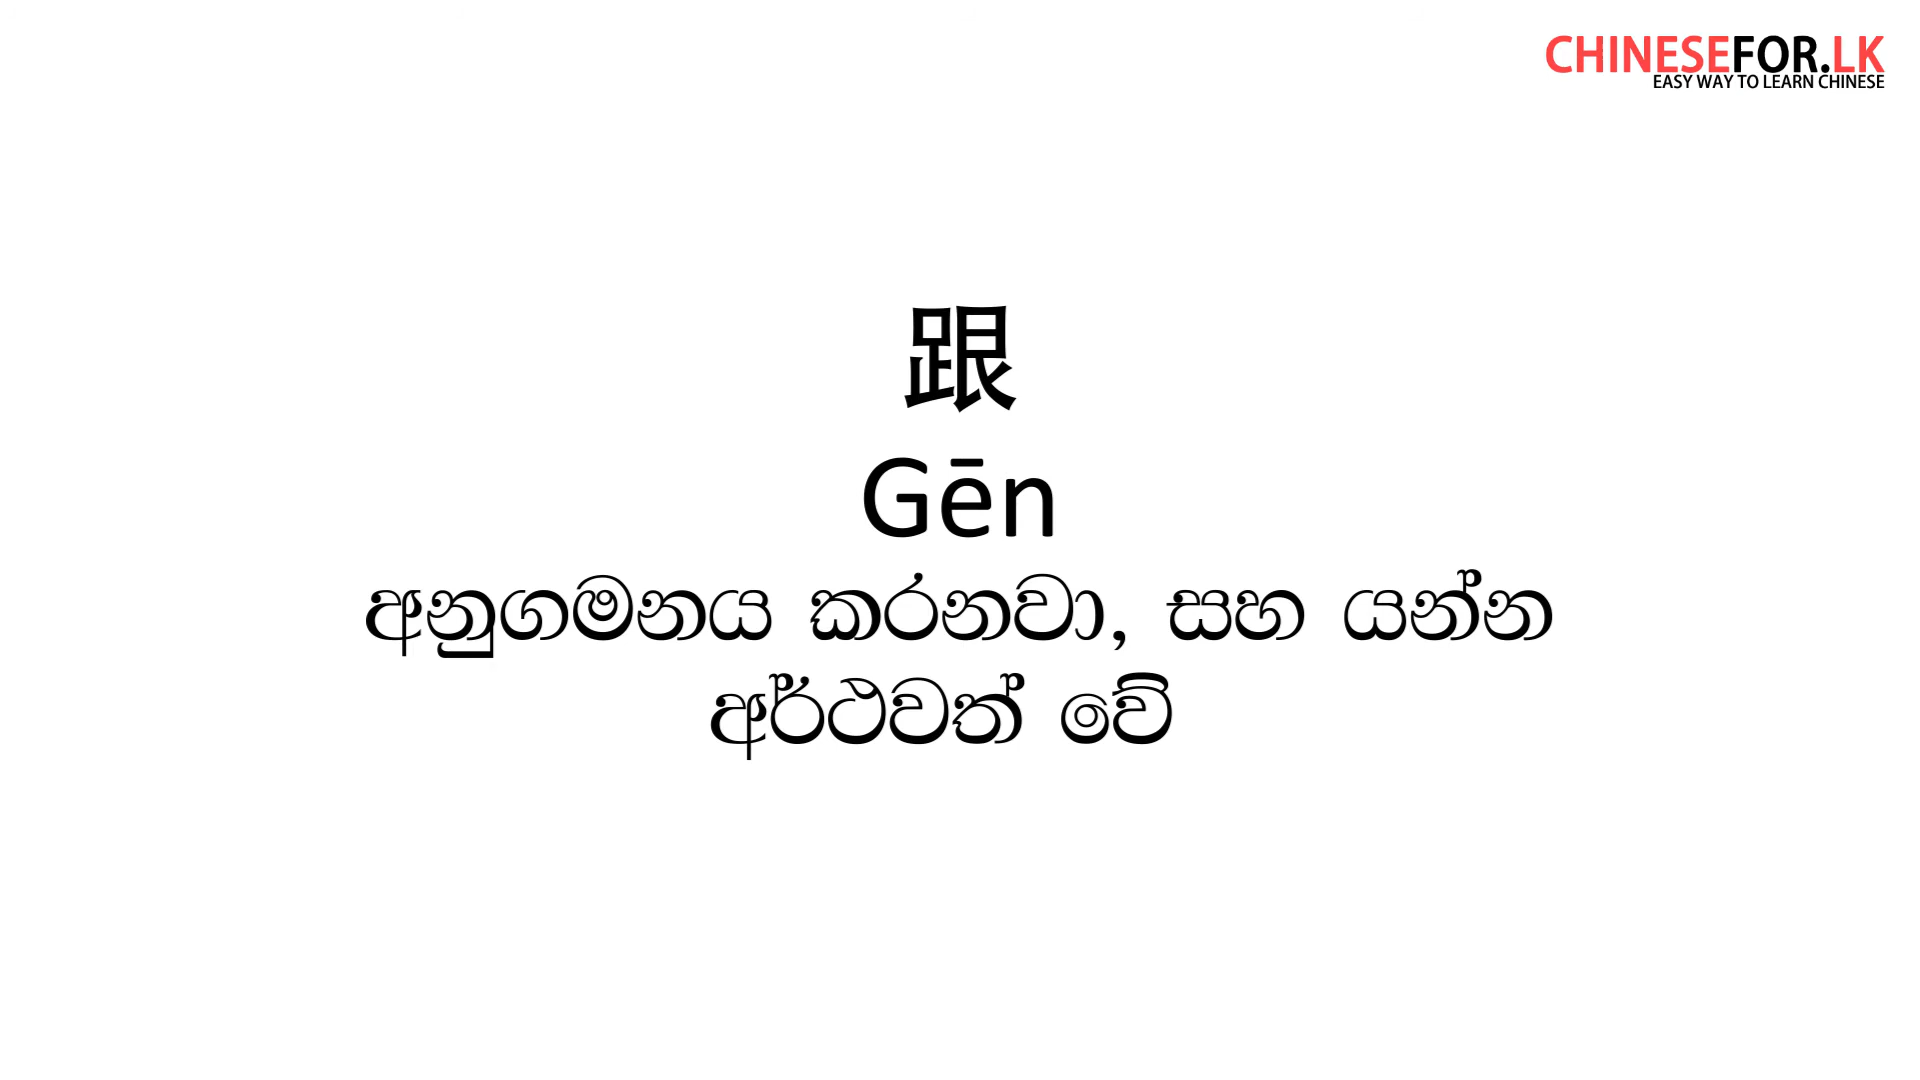 CHINESEFOR.LK
EASY WAY TO LEARN CHINESE
跟
Gēn
අනුගමනය කරනවා, සහ යන්න
අර්ථවත් වේ